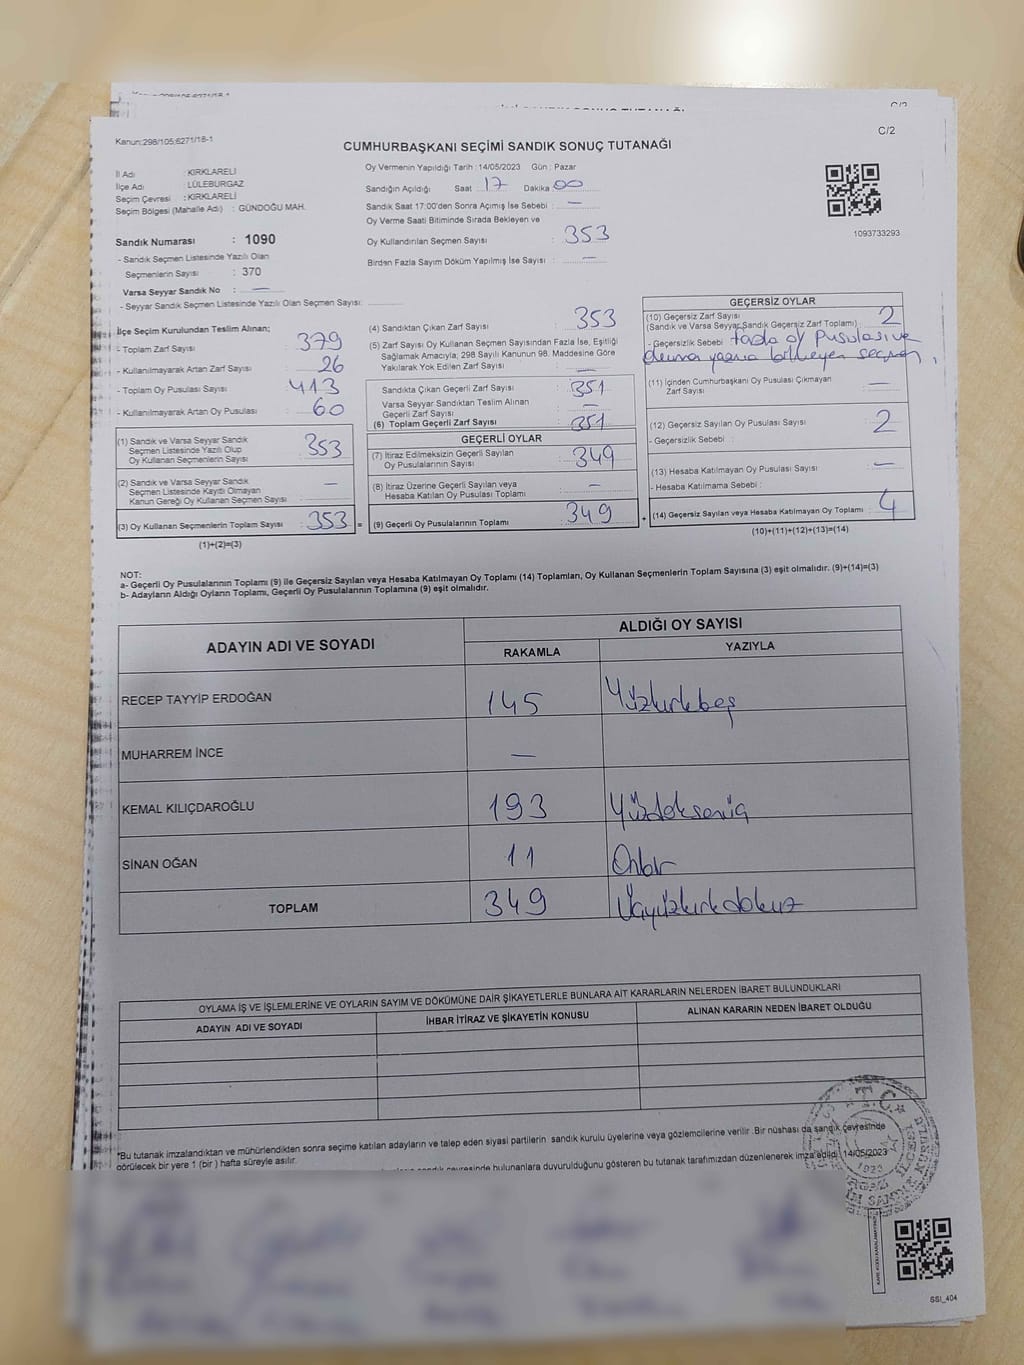 C/2
Kanun:298/105;6271/18-1
C/2
CUMHURBAŞKANI SEÇİMİ SANDIK SONUÇ TUTANAĞI
İl Adı : KIRKLARELİ
İlçe Adı : LÜLEBURGAZ
Seçim Çevresi : KIRKLARELİ
Seçim Bölgesi (Mahalle Adı) : GÜNDOĞU MAH.
Sandık Numarası : 1090
- Sandık Seçmen Listesinde Yazılı Olan
Seçmenlerin Sayısı : 370
Varsa Seyyar Sandık No : —
- Seyyar Sandık Seçmen Listesinde Yazılı Olan Seçmen Sayısı:
Oy Vermenin Yapıldığı Tarih : 14/05/2023 Gün : Pazar
Sandığın Açıldığı Saat 17 Dakika 00
Sandık Saat 17:00'den Sonra Açımış İse Sebebi : —
Oy Verme Saati Bitiminde Sırada Bekleyen ve
Oy Kullandırılan Seçmen Sayısı : 353
Birden Fazla Sayım Döküm Yapılmış İse Sayısı : —
1093733293
İlçe Seçim Kurulundan Teslim Alınan;
- Toplam Zarf Sayısı : 379
- Kullanılmayarak Artan Zarf Sayısı : 26
- Toplam Oy Pusulası Sayısı : 413
- Kullanılmayarak Artan Oy Pusulası : 60
(1) Sandık ve Varsa Seyyar Sandık
Seçmen Listesinde Yazılı Olup
Oy Kullanan Seçmenlerin Sayısı : 353
(2) Sandık ve Varsa Seyyar Sandık
Seçmen Listesinde Kayıtlı Olmayan
Kanun Gereği Oy Kullanan Seçmen Sayısı : —
(3) Oy Kullanan Seçmenlerin Toplam Sayısı : 353 =
(1)+(2)=(3)
(4) Sandıktan Çıkan Zarf Sayısı : 353
(5) Zarf Sayısı Oy Kullanan Seçmen Sayısından Fazla İse, Eşitliği
Sağlamak Amacıyla; 298 Sayılı Kanunun 98. Maddesine Göre
Yakılarak Yok Edilen Zarf Sayısı : —
Sandıkta Çıkan Geçerli Zarf Sayısı : 351
Varsa Seyyar Sandıktan Teslim Alınan
Geçerli Zarf Sayısı : —
(6) Toplam Geçerli Zarf Sayısı : 351
GEÇERLİ OYLAR
(7) İtiraz Edilmeksizin Geçerli Sayılan
Oy Pusulalarının Sayısı : 349
(8) İtiraz Üzerine Geçerli Sayılan veya
Hesaba Katılan Oy Pusulası Toplamı : —
(9) Geçerli Oy Pusulalarının Toplamı : 349 +
GEÇERSİZ OYLAR
(10) Geçersiz Zarf Sayısı
(Sandık ve Varsa Seyyar Sandık Geçersiz Zarf Toplamı) : 2
- Geçersizlik Sebebi : fazla oy pusulası ve
okuma yazma bilmeyen seçmen.
(11) İçinden Cumhurbaşkanı Oy Pusulası Çıkmayan
Zarf Sayısı : —
(12) Geçersiz Sayılan Oy Pusulası Sayısı : 2
- Geçersizlik Sebebi :
(13) Hesaba Katılmayan Oy Pusulası Sayısı : —
- Hesaba Katılmama Sebebi :
(14) Geçersiz Sayılan veya Hesaba Katılmayan Oy Toplamı : 4
(10)+(11)+(12)+(13)=(14)
NOT:
a- Geçerli Oy Pusulalarının Toplamı (9) ile Geçersiz Sayılan veya Hesaba Katılmayan Oy Toplamı (14) Toplamları, Oy Kullanan Seçmenlerin Toplam Sayısına (3) eşit olmalıdır. (9)+(14)=(3)
b- Adayların Aldığı Oyların Toplamı, Geçerli Oy Pusulalarının Toplamına (9) eşit olmalıdır.
ADAYIN ADI VE SOYADI ALDIĞI OY SAYISI
RAKAMLA YAZIYLA
RECEP TAYYİP ERDOĞAN 145 Yüzkırkbeş
MUHARREM İNCE —
KEMAL KILIÇDAROĞLU 193 Yüzdoksanüç
SİNAN OĞAN 11 Onbir
TOPLAM 349 Üçyüzkırkdokuz
OYLAMA İŞ VE İŞLEMLERİNE VE OYLARIN SAYIM VE DÖKÜMÜNE DAİR ŞİKAYETLERLE BUNLARA AİT KARARLARIN NELERDEN İBARET BULUNDUKLARI
ADAYIN ADI VE SOYADI İHBAR İTİRAZ VE ŞİKAYETİN KONUSU ALINAN KARARIN NEDEN İBARET OLDUĞU
*Bu tutanak imzalandıktan ve mühürlendikten sonra seçime katılan adayların ve talep eden siyasi partilerin sandık kurulu üyelerine veya gözlemcilerine verilir .Bir nüshası da sandık çevresinde
görülecek bir yere 1 (bir ) hafta süreyle asılır.
sandık çevresinde bulunanlara duyurulduğunu gösteren bu tutanak tarafımızdan düzenlenerek imza edildi. 14/05/2023
T.C.
1923
SSI_404